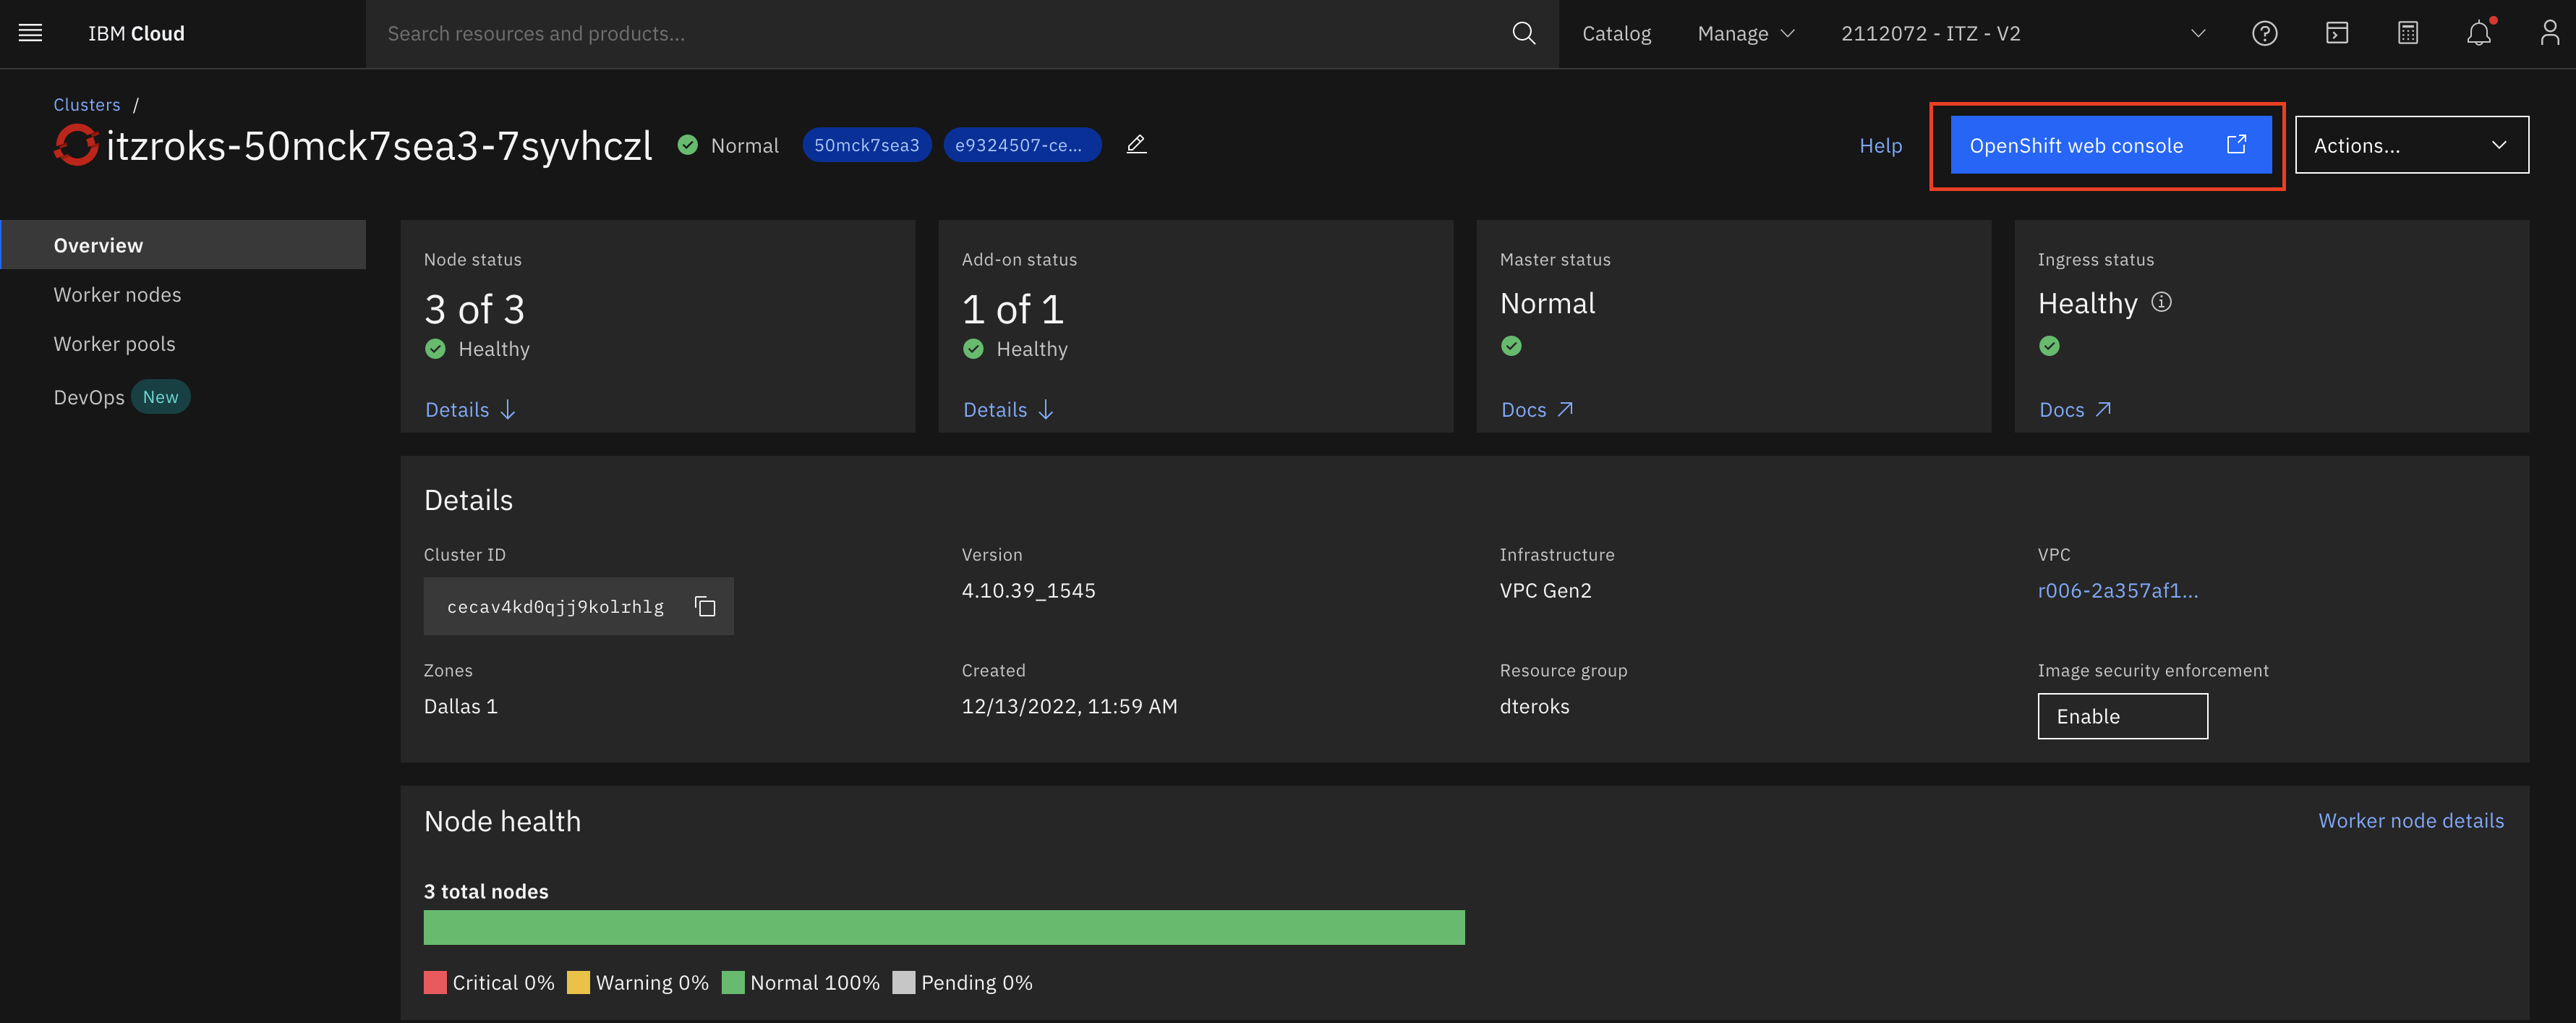 IBM Cloud
Search resources and products...
Catalog
Manage
2112072 - ITZ - V2
Clusters /
itzroks-50mck7sea3-7syvhczl
Normal
50mck7sea3
e9324507-ce...
Help
OpenShift web console
Actions...
Overview
Worker nodes
Worker pools
DevOps New
Node status
3 of 3
Healthy
Details
Add-on status
1 of 1
Healthy
Details
Master status
Normal
Docs
Ingress status
Healthy
Docs
Details
Cluster ID
cecav4kd0qjj9kolrhlg
Version
4.10.39_1545
Infrastructure
VPC Gen2
VPC
r006-2a357af1...
Zones
Dallas 1
Created
12/13/2022, 11:59 AM
Resource group
dteroks
Image security enforcement
Enable
Node health
Worker node details
3 total nodes
Critical 0% Warning 0% Normal 100% Pending 0%